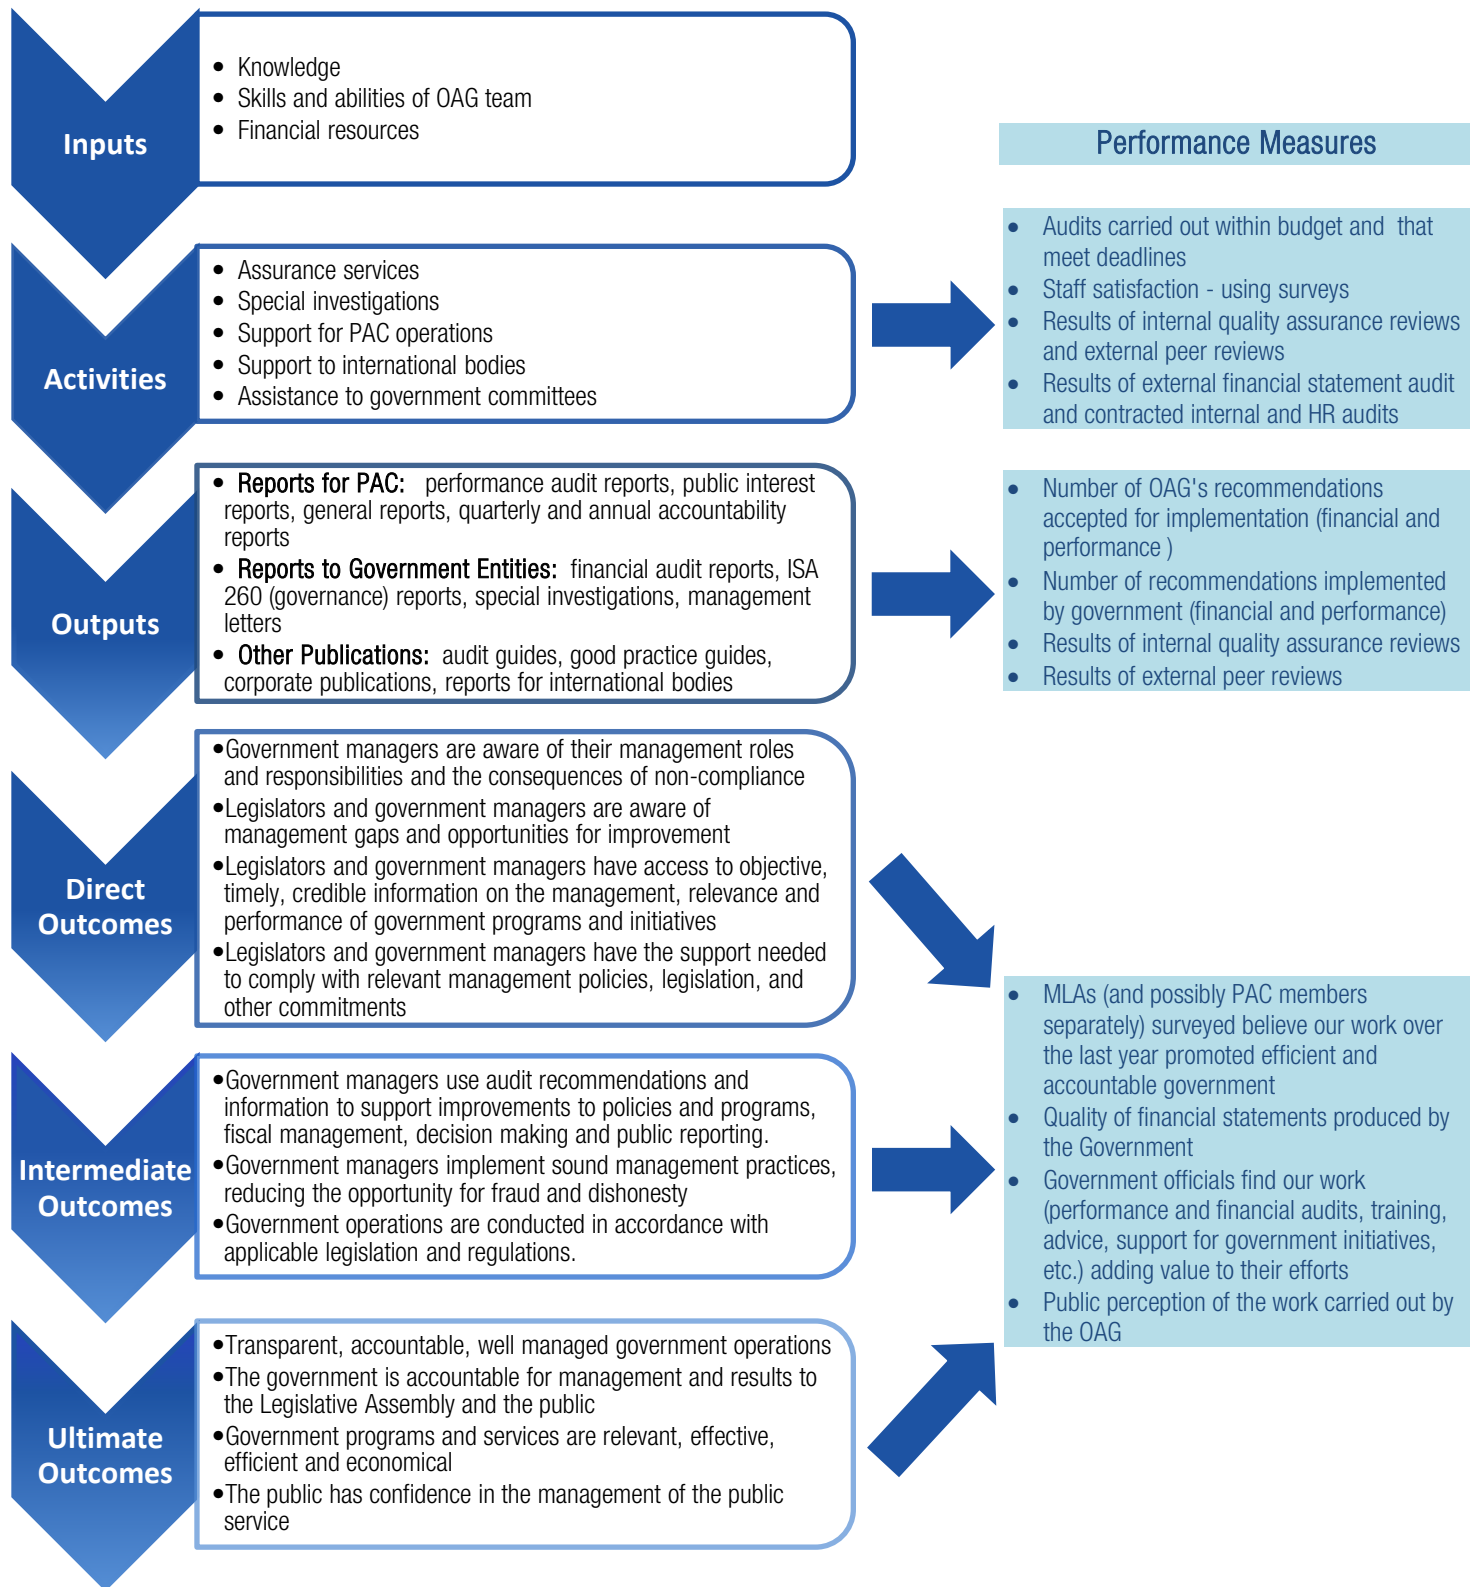 Inputs
• Knowledge
• Skills and abilities of OAG team
• Financial resources
Performance Measures
Activities
• Assurance services
• Special investigations
• Support for PAC operations
• Support to international bodies
• Assistance to government committees
• Audits carried out within budget and that
meet deadlines
• Staff satisfaction - using surveys
• Results of internal quality assurance reviews
and external peer reviews
• Results of external financial statement audit
and contracted internal and HR audits
Outputs
• Reports for PAC: performance audit reports, public interest
reports, general reports, quarterly and annual accountability
reports
• Reports to Government Entities: financial audit reports, ISA
260 (governance) reports, special investigations, management
letters
• Other Publications: audit guides, good practice guides,
corporate publications, reports for international bodies
• Number of OAG's recommendations
accepted for implementation (financial and
performance )
• Number of recommendations implemented
by government (financial and performance)
• Results of internal quality assurance reviews
• Results of external peer reviews
Direct
Outcomes
•Government managers are aware of their management roles
and responsibilities and the consequences of non-compliance
•Legislators and government managers are aware of
management gaps and opportunities for improvement
•Legislators and government managers have access to objective,
timely, credible information on the management, relevance and
performance of government programs and initiatives
•Legislators and government managers have the support needed
to comply with relevant management policies, legislation, and
other commitments
Intermediate
Outcomes
•Government managers use audit recommendations and
information to support improvements to policies and programs,
fiscal management, decision making and public reporting.
•Government managers implement sound management practices,
reducing the opportunity for fraud and dishonesty
•Government operations are conducted in accordance with
applicable legislation and regulations.
• MLAs (and possibly PAC members
separately) surveyed believe our work over
the last year promoted efficient and
accountable government
• Quality of financial statements produced by
the Government
• Government officials find our work
(performance and financial audits, training,
advice, support for government initiatives,
etc.) adding value to their efforts
• Public perception of the work carried out by
the OAG
Ultimate
Outcomes
•Transparent, accountable, well managed government operations
•The government is accountable for management and results to
the Legislative Assembly and the public
•Government programs and services are relevant, effective,
efficient and economical
•The public has confidence in the management of the public
service